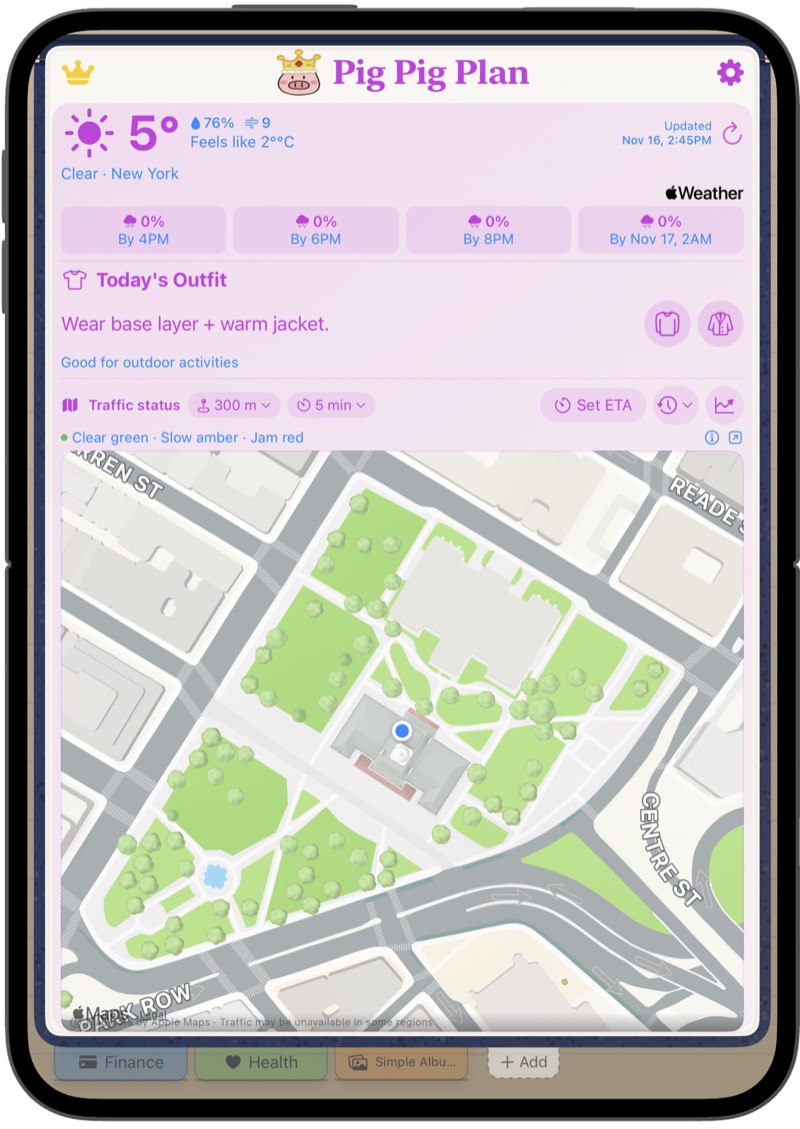 Pig Pig Plan
5°
76% 9
Feels like 2°°C
Updated
Nov 16, 2:45PM
Clear · New York
Weather
0%
By 4PM
0%
By 6PM
0%
By 8PM
0%
By Nov 17, 2AM
Today's Outfit
Wear base layer + warm jacket.
Good for outdoor activities
Traffic status
300 m
5 min
Set ETA
Clear green · Slow amber · Jam red
RREN ST
READE S
CENTRE ST
PARK ROW
Maps
Legal
by Apple Maps · Traffic may be unavailable in some regions
Finance
Health
Simple Albu...
+ Add